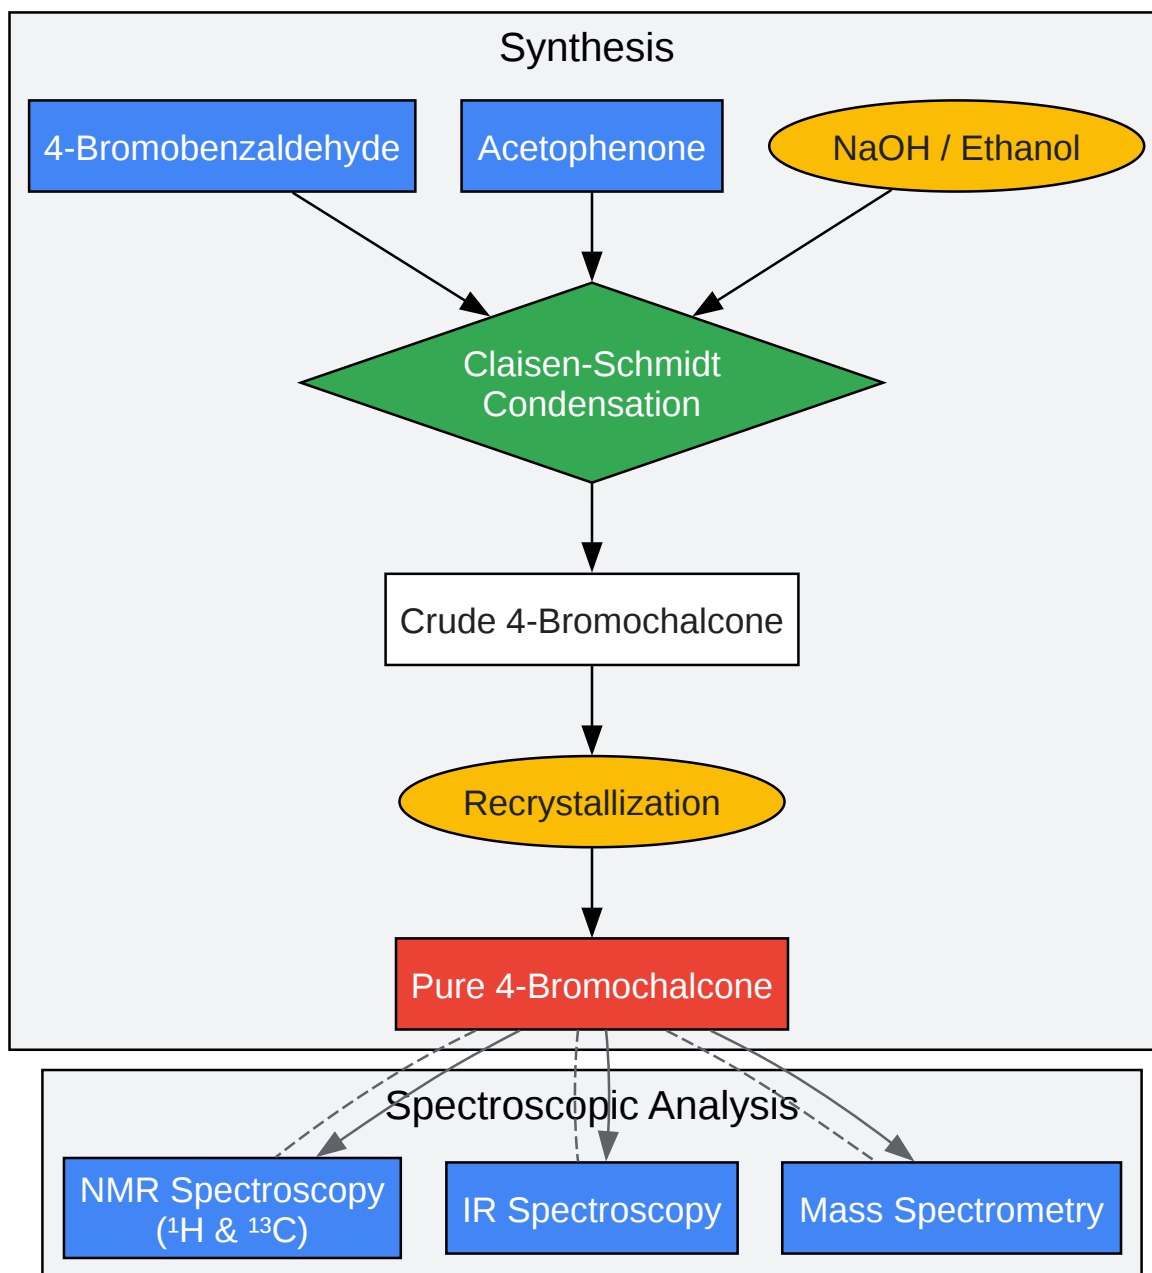 Synthesis
4-Bromobenzaldehyde
Acetophenone
NaOH / Ethanol
Claisen-Schmidt
Condensation
Crude 4-Bromochalcone
Recrystallization
Pure 4-Bromochalcone
Spectroscopic Analysis
NMR Spectroscopy
(¹H & ¹³C)
IR Spectroscopy
Mass Spectrometry